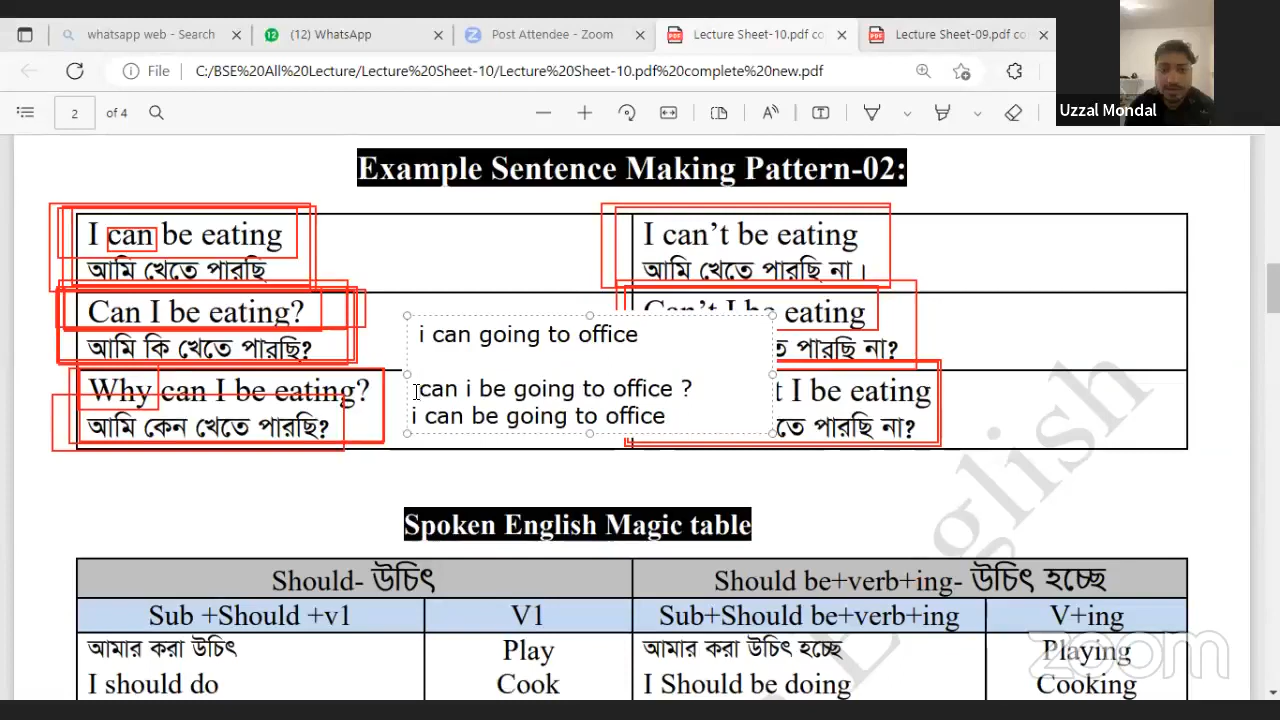 whatsapp web - Search
(12) WhatsApp
Post Attendee - Zoom
Lecture Sheet-10.pdf co
Lecture Sheet-09.pdf co
File
C:/BSE%20All%20Lecture/Lecture%20Sheet-10/Lecture%20Sheet-10.pdf%20complete%20new.pdf
Uzzal Mondal
2 of 4
Example Sentence Making Pattern-02:
I can be eating
আমি খেতে পারছি
I can't be eating
আমি খেতে পারছি না।
Can I be eating?
আমি কি খেতে পারছি?
Can't I be eating
তে পারছি না?
Why can I be eating?
আমি কেন খেতে পারছি?
t I be eating
তে পারছি না?
i can going to office
can i be going to office ?
i can be going to office
Spoken English Magic table
Should- উচিৎ
Should be+verb+ing- উচিৎ হচ্ছে
Sub +Should +v1
V1
Sub+Should be+verb+ing
V+ing
আমার করা উচিৎ
Play
আমার করা উচিৎ হচ্ছে
Playing
I should do
Cook
I Should be doing
Cooking
English
zoom